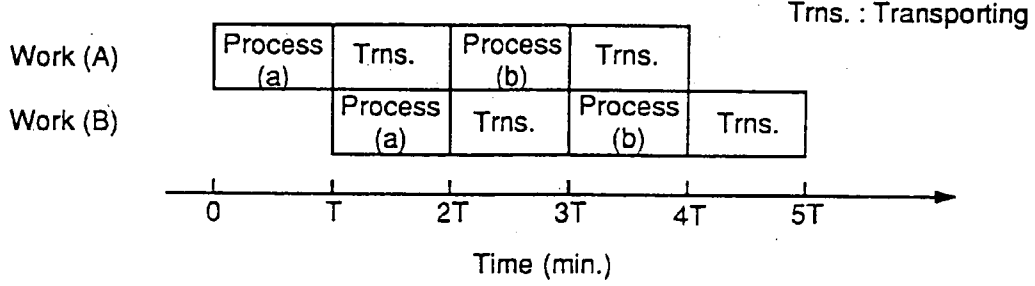 Trns. : Transporting
Work (A)
Process
(a)
Trns.
Process
(b)
Trns.
Work (B)
Process
(a)
Trns.
Process
(b)
Trns.
0 T 2T 3T 4T 5T
Time (min.)